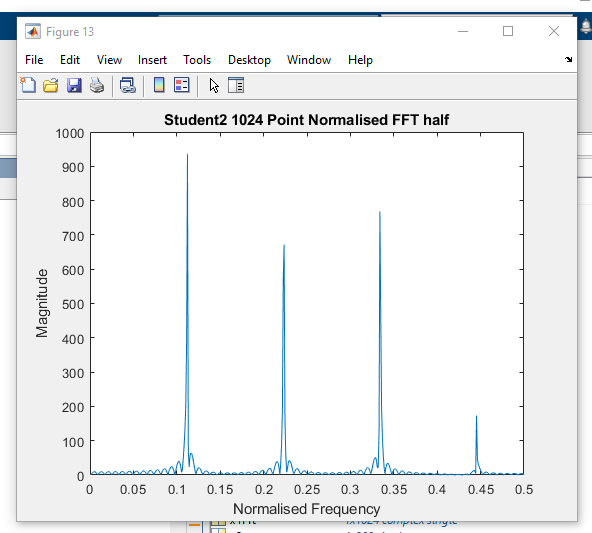 Figure 13
File Edit View Insert Tools Desktop Window Help
Student2 1024 Point Normalised FFT half
1000
900
800
700
600
500
400
300
200
100
0
Magnitude
0 0.05 0.1 0.15 0.2 0.25 0.3 0.35 0.4 0.45 0.5
Normalised Frequency
1x1024 complex single